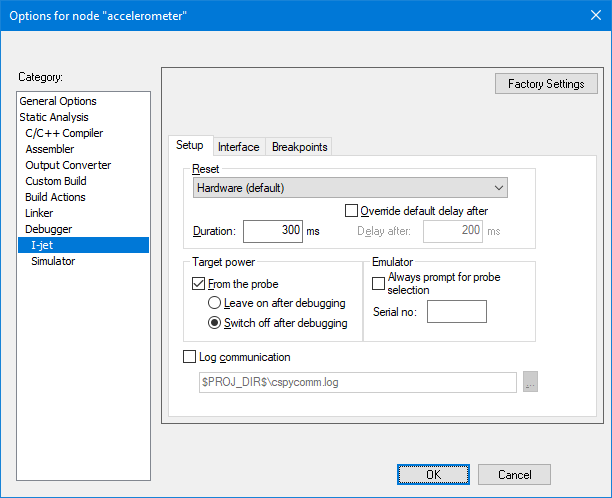 Options for node "accelerometer"
Category:
Factory Settings
General Options
Static Analysis
C/C++ Compiler
Assembler
Output Converter
Custom Build
Build Actions
Linker
Debugger
I-jet
Simulator
Setup
Interface
Breakpoints
Reset
Hardware (default)
Override default delay after
Duration: 300 ms
Delay after: 200 ms
Target power
From the probe
Leave on after debugging
Switch off after debugging
Emulator
Always prompt for probe
selection
Serial no:
Log communication
$PROJ_DIR$\cspycomm.log
...
OK
Cancel